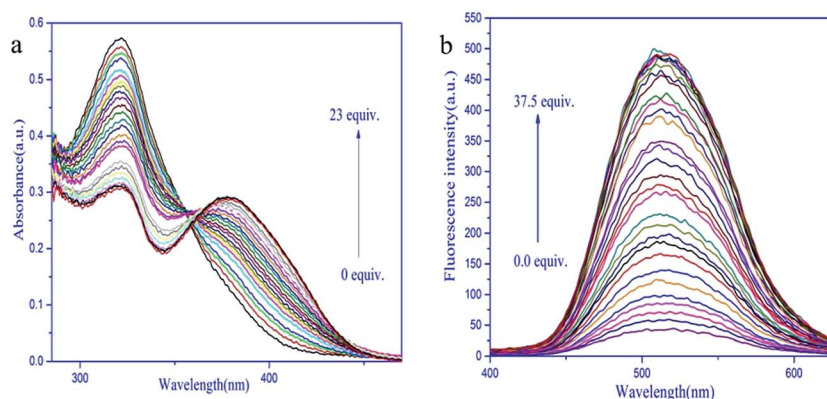 a
0.6
0.5
0.4
0.3
0.2
0.1
0.0
Absorbance(a.u.)
23 equiv.
0 equiv.
300
400
Wavelength(nm)
b
500
450
400
350
300
250
200
150
100
50
0
Fluorescence intensity(a.u.)
37.5 equiv.
0.0 equiv.
400
500
600
Wavelength(nm)